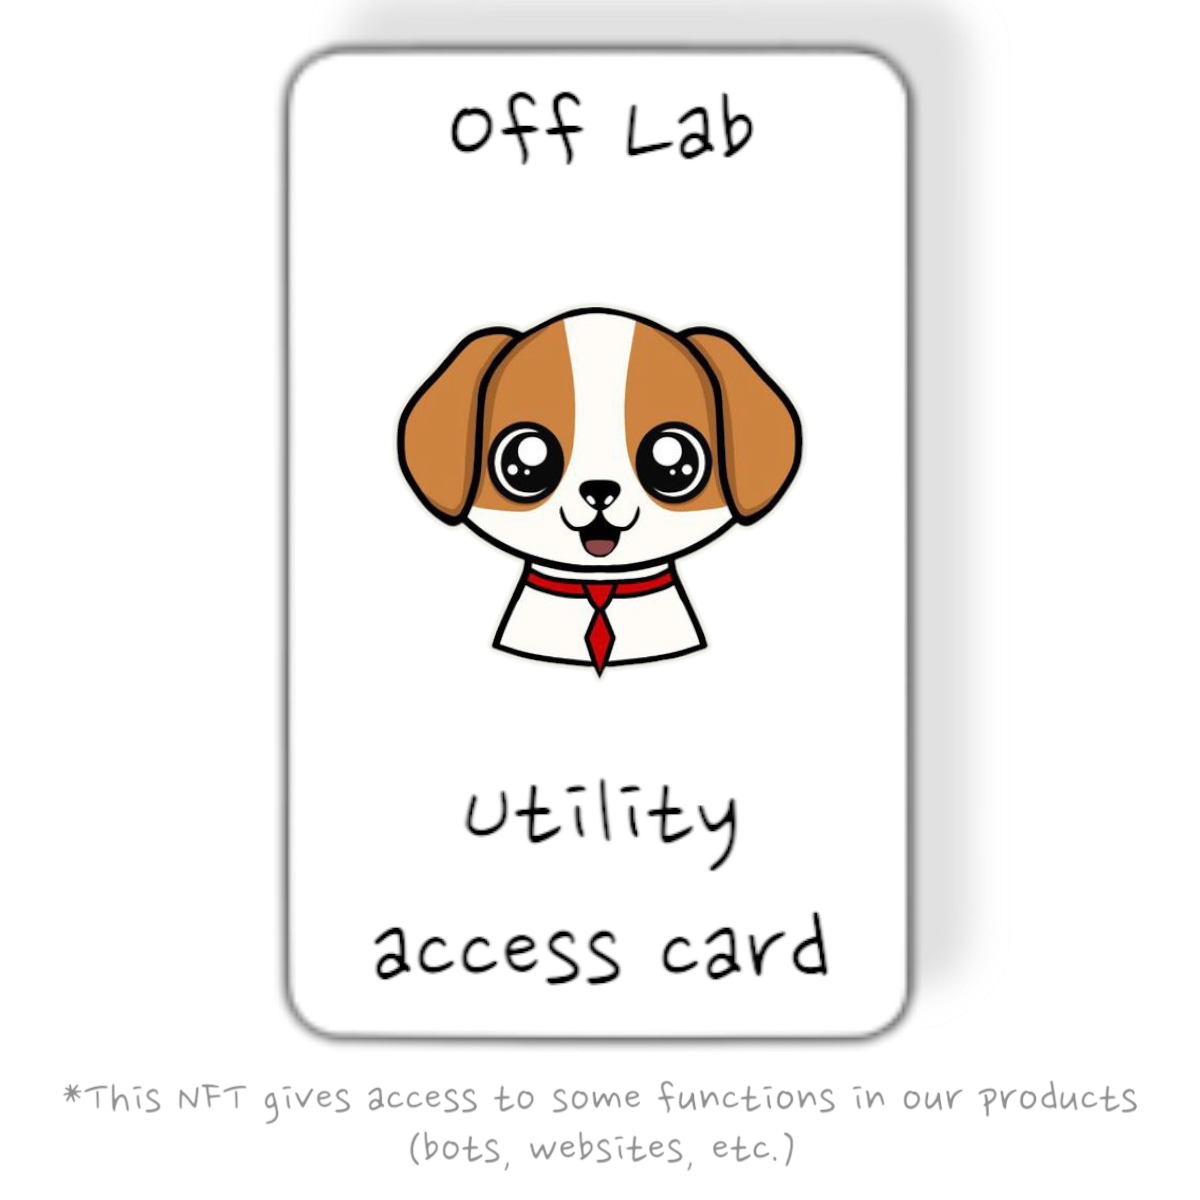 Off Lab
Utility
access card
*This NFT gives access to some functions in our products
(bots, websites, etc.)